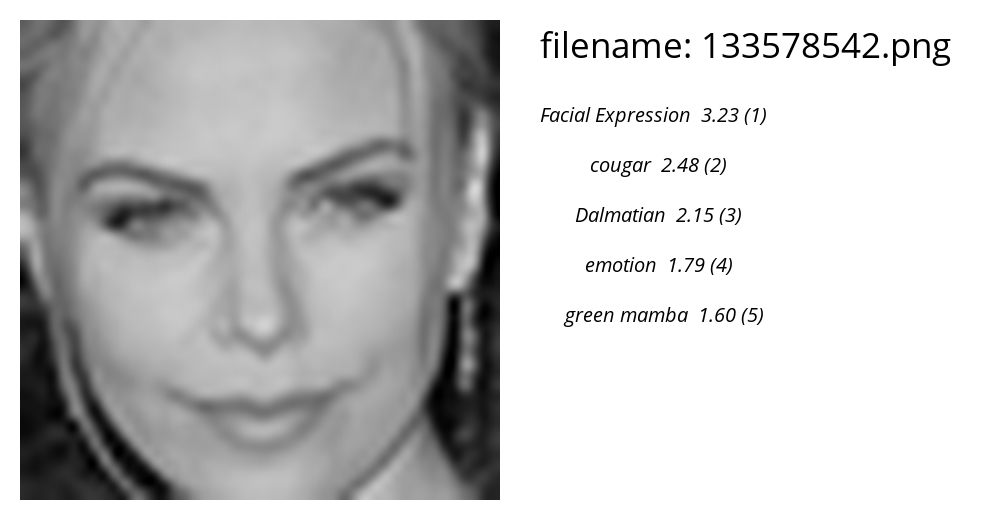 filename: 133578542.png
Facial Expression 3.23 (1)
cougar 2.48 (2)
Dalmatian 2.15 (3)
emotion 1.79 (4)
green mamba 1.60 (5)